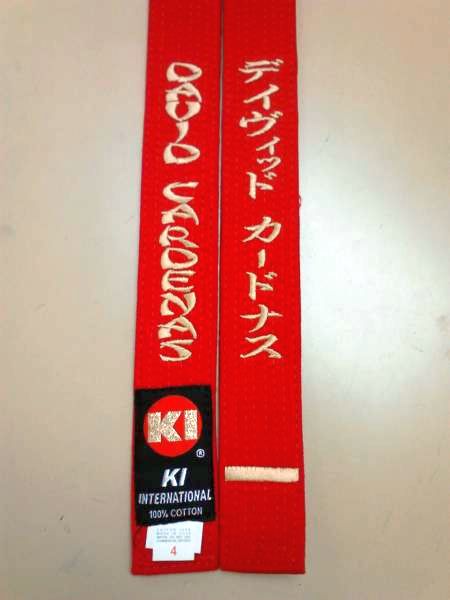 DAVID CARDENAS
デイヴィッド カードナス
KI
®
KI
INTERNATIONAL
100% COTTON
4